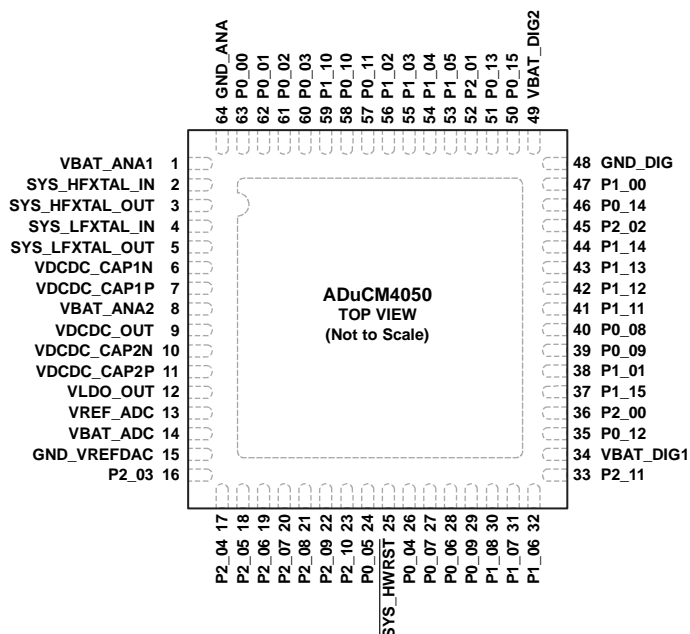 64 GND_ANA
63 P0_00
62 P0_01
61 P0_02
60 P0_03
59 P1_10
58 P0_10
57 P0_11
56 P1_02
55 P1_03
54 P1_04
53 P1_05
52 P2_01
51 P0_13
50 P0_15
49 VBAT_DIG2
VBAT_ANA1 1
SYS_HFXTAL_IN 2
SYS_HFXTAL_OUT 3
SYS_LFXTAL_IN 4
SYS_LFXTAL_OUT 5
VDCDC_CAP1N 6
VDCDC_CAP1P 7
VBAT_ANA2 8
VDCDC_OUT 9
VDCDC_CAP2N 10
VDCDC_CAP2P 11
VLDO_OUT 12
VREF_ADC 13
VBAT_ADC 14
GND_VREFDAC 15
P2_03 16
ADuCM4050
TOP VIEW
(Not to Scale)
48 GND_DIG
47 P1_00
46 P0_14
45 P2_02
44 P1_14
43 P1_13
42 P1_12
41 P1_11
40 P0_08
39 P0_09
38 P1_01
37 P1_15
36 P2_00
35 P0_12
34 VBAT_DIG1
33 P2_11
P2_04 17
P2_05 18
P2_06 19
P2_07 20
P2_08 21
P2_09 22
P2_10 23
P0_05 24
SYS_HWRST 25
P0_04 26
P0_07 27
P0_06 28
P0_09 29
P1_08 30
P1_07 31
P1_06 32